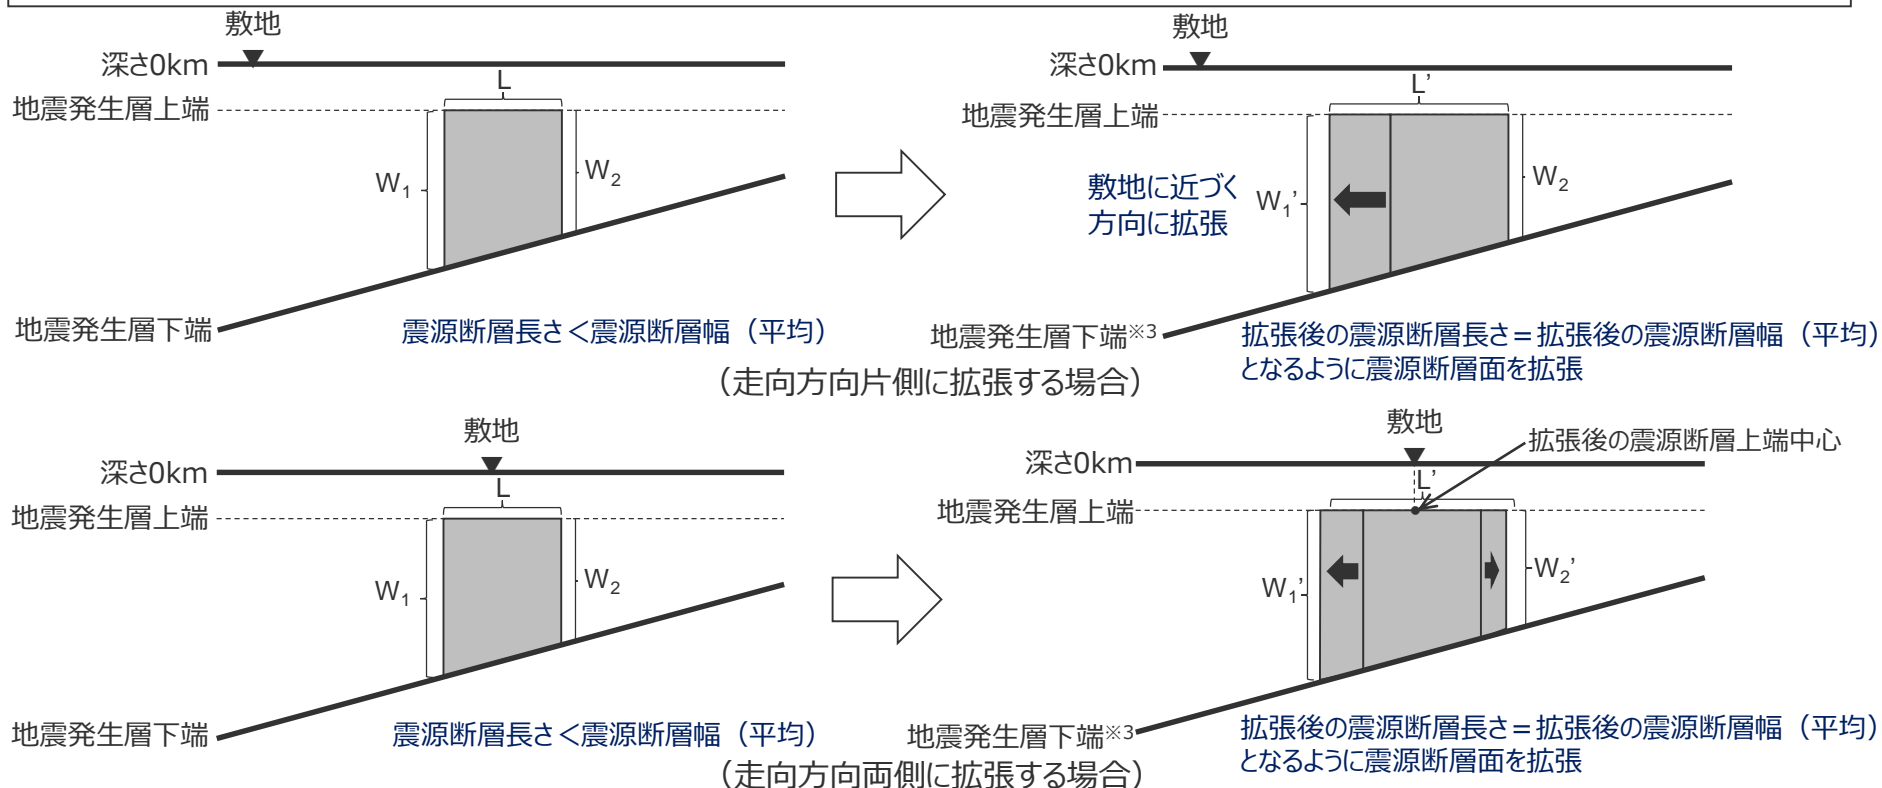 敷地
深さ0km
L
地震発生層上端
W1
W2
地震発生層下端
震源断層長さ<震源断層幅（平均）
敷地
深さ0km
L’
地震発生層上端
敷地に近づく
方向に拡張
W1’
W2
地震発生層下端※3
拡張後の震源断層長さ=拡張後の震源断層幅（平均）
となるように震源断層面を拡張
（走向方向片側に拡張する場合）
敷地
深さ0km
L
地震発生層上端
W1
W2
地震発生層下端
震源断層長さ<震源断層幅（平均）
敷地
拡張後の震源断層上端中心
深さ0km
L’
地震発生層上端
W1’
W2’
地震発生層下端※3
拡張後の震源断層長さ=拡張後の震源断層幅（平均）
となるように震源断層面を拡張
（走向方向両側に拡張する場合）